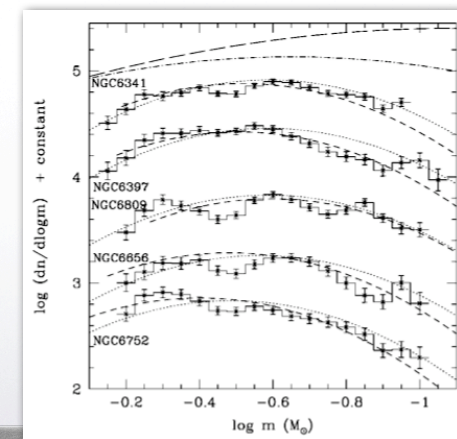 log (dn/dlogm) + constant
5
4
3
2
NGC6341
NGC6397
NGC6809
NGC6656
NGC6752
-0.2
-0.4
-0.6
-0.8
-1
log m (M⊙)